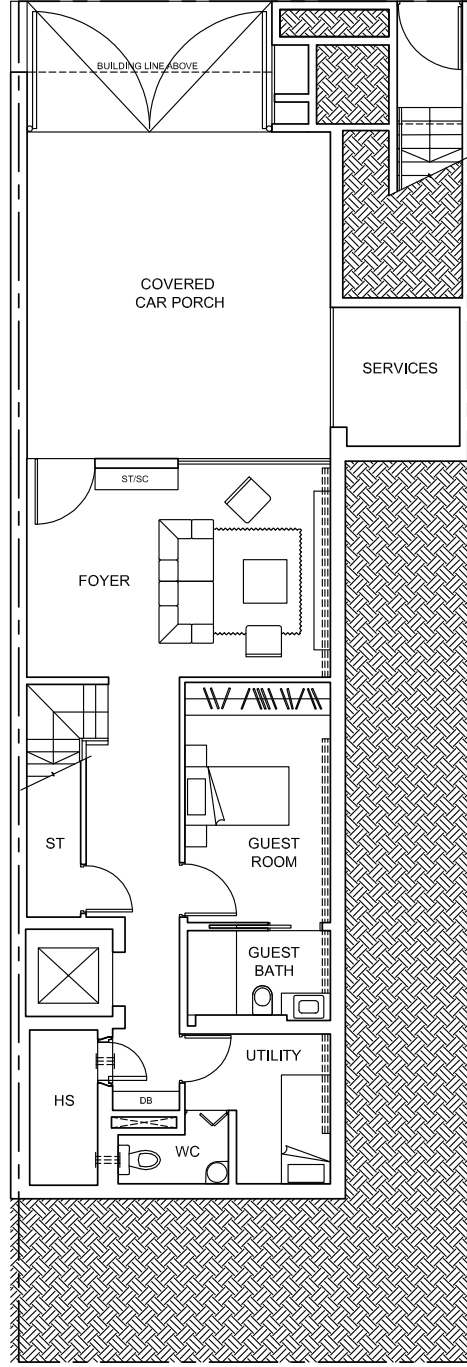 BUILDING LINE ABOVE
COVERED
CAR PORCH
SERVICES
ST/SC
FOYER
ST
GUEST
ROOM
GUEST
BATH
UTILITY
HS
DB
WC